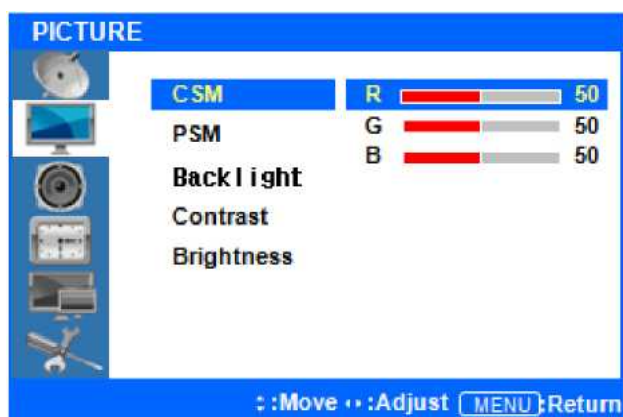 PICTURE
CSM R 50
PSM G 50
B 50
Backlight
Contrast
Brightness
:Move :Adjust MENU:Return